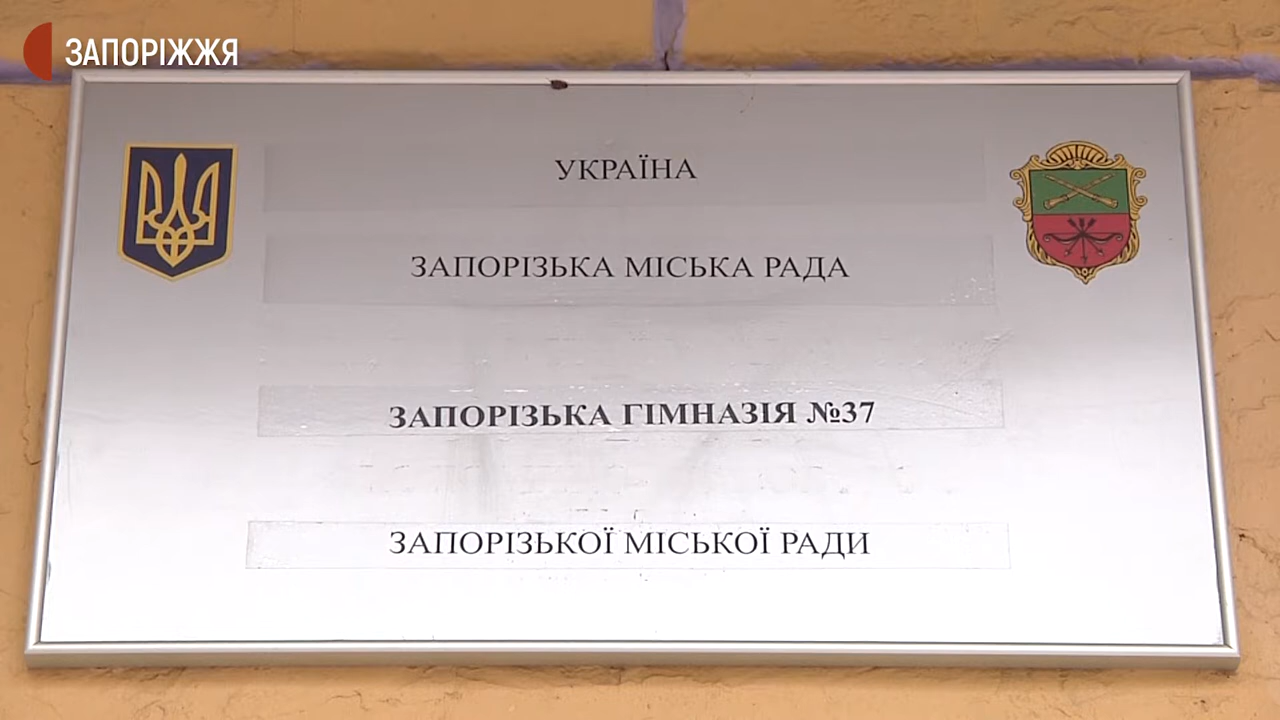 ЗАПОРІЖЖЯ
УКРАЇНА
ЗАПОРІЗЬКА МІСЬКА РАДА
ЗАПОРІЗЬКА ГІМНАЗІЯ №37
ЗАПОРІЗЬКОЇ МІСЬКОЇ РАДИ